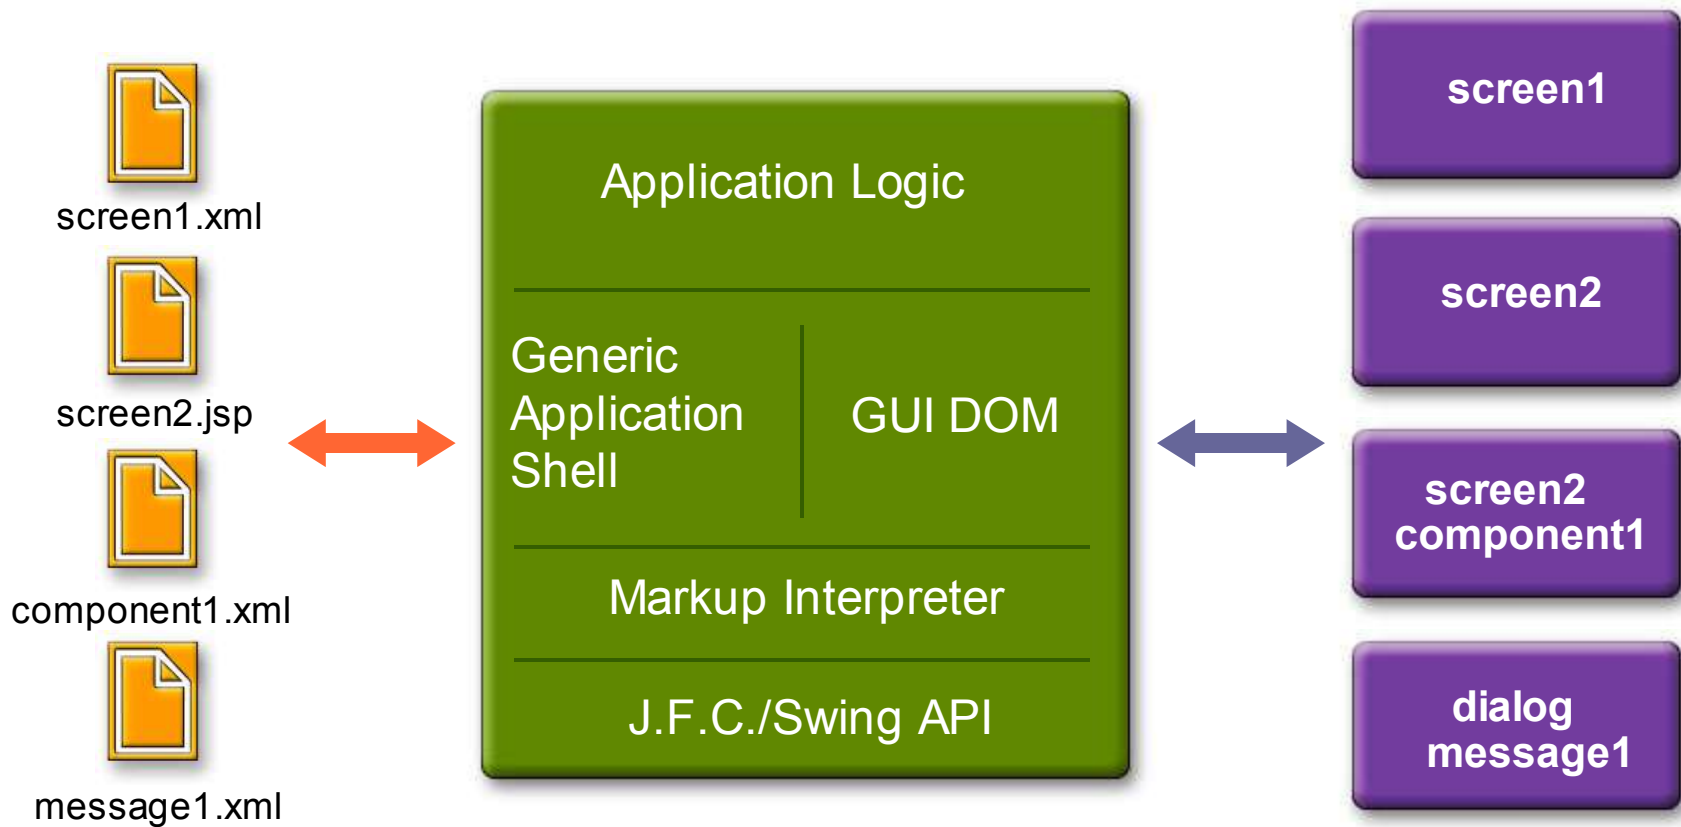 screen1.xml
screen2.jsp
component1.xml
message1.xml
Application Logic
Generic
Application
Shell
GUI DOM
Markup Interpreter
J.F.C./Swing API
screen1
screen2
screen2
component1
dialog
message1